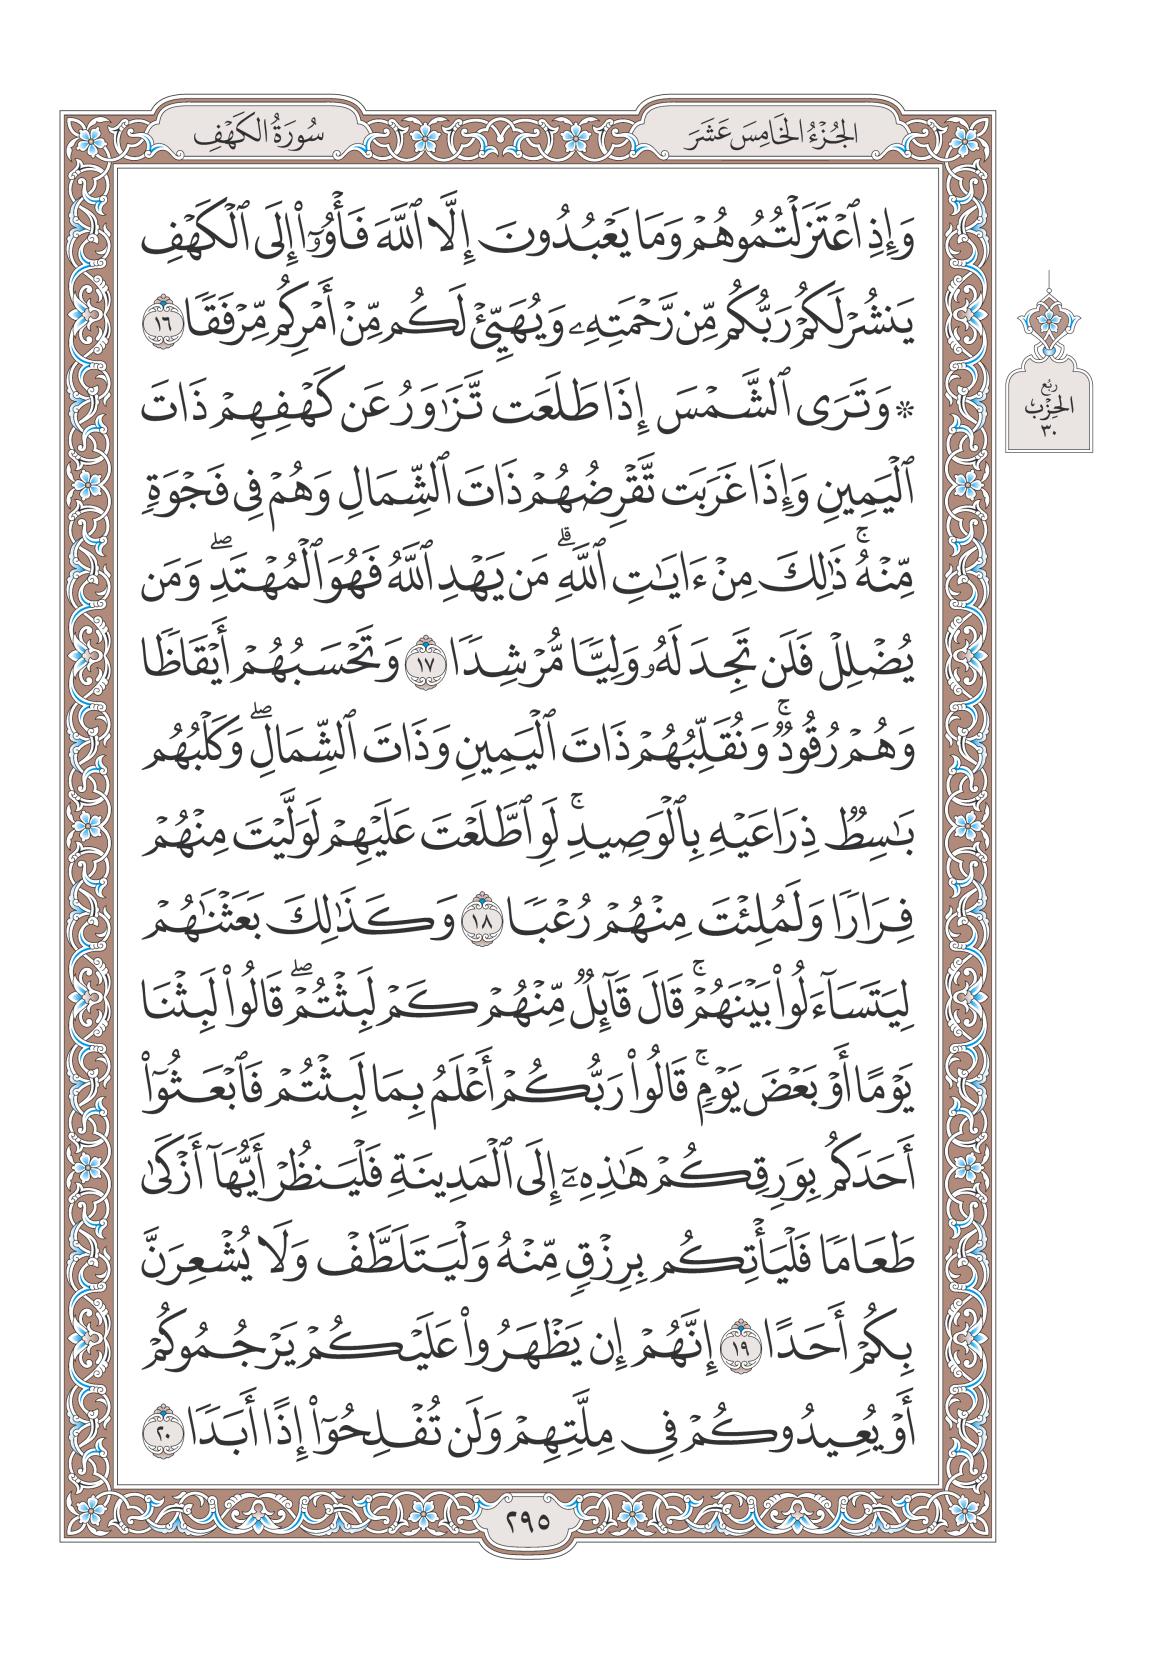 الجُزْءُ الخَامِسَ عَشَرَ
سُورَةُ الكَهْفِ
وَإِذِ ٱعْتَزَلْتُمُوهُمْ وَمَا يَعْبُدُونَ إِلَّا ٱللَّهَ فَأْوُۥٓا۟ إِلَى ٱلْكَهْفِ
يَنشُرْ لَكُمْ رَبُّكُم مِّن رَّحْمَتِهِۦ وَيُهَيِّئْ لَكُم مِّنْ أَمْرِكُم مِّرْفَقًا ١٦
۞ وَتَرَى ٱلشَّمْسَ إِذَا طَلَعَت تَّزَٰوَرُ عَن كَهْفِهِمْ ذَاتَ
ٱلْيَمِينِ وَإِذَا غَرَبَت تَّقْرِضُهُمْ ذَاتَ ٱلشِّمَالِ وَهُمْ فِى فَجْوَةٍ
مِّنْهُ ۚ ذَٰلِكَ مِنْ ءَايَٰتِ ٱللَّهِ ۗ مَن يَهْدِ ٱللَّهُ فَهُوَ ٱلْمُهْتَدِ ۖ وَمَن
يُضْلِلْ فَلَن تَجِدَ لَهُۥ وَلِيًّا مُّرْشِدًا ١٧ وَتَحْسَبُهُمْ أَيْقَاظًا
وَهُمْ رُقُودٌ ۚ وَنُقَلِّبُهُمْ ذَاتَ ٱلْيَمِينِ وَذَاتَ ٱلشِّمَالِ ۖ وَكَلْبُهُم
بَٰسِطٌ ذِرَاعَيْهِ بِٱلْوَصِيدِ ۚ لَوِ ٱطَّلَعْتَ عَلَيْهِمْ لَوَلَّيْتَ مِنْهُمْ
فِرَارًا وَلَمُلِئْتَ مِنْهُمْ رُعْبًا ١٨ وَكَذَٰلِكَ بَعَثْنَٰهُمْ
لِيَتَسَآءَلُوا۟ بَيْنَهُمْ ۚ قَالَ قَآئِلٌ مِّنْهُمْ كَمْ لَبِثْتُمْ ۖ قَالُوا۟ لَبِثْنَا
يَوْمًا أَوْ بَعْضَ يَوْمٍ ۚ قَالُوا۟ رَبُّكُمْ أَعْلَمُ بِمَا لَبِثْتُمْ فَٱبْعَثُوٓا۟
أَحَدَكُم بِوَرِقِكُمْ هَٰذِهِۦٓ إِلَى ٱلْمَدِينَةِ فَلْيَنظُرْ أَيُّهَآ أَزْكَىٰ
طَعَامًا فَلْيَأْتِكُم بِرِزْقٍ مِّنْهُ وَلْيَتَلَطَّفْ وَلَا يُشْعِرَنَّ
بِكُمْ أَحَدًا ١٩ إِنَّهُمْ إِن يَظْهَرُوا۟ عَلَيْكُمْ يَرْجُمُوكُمْ
أَوْ يُعِيدُوكُمْ فِى مِلَّتِهِمْ وَلَن تُفْلِحُوٓا۟ إِذًا أَبَدًا ٢٠
رُبْع
الحِزْب
٣٠
٢٩٥